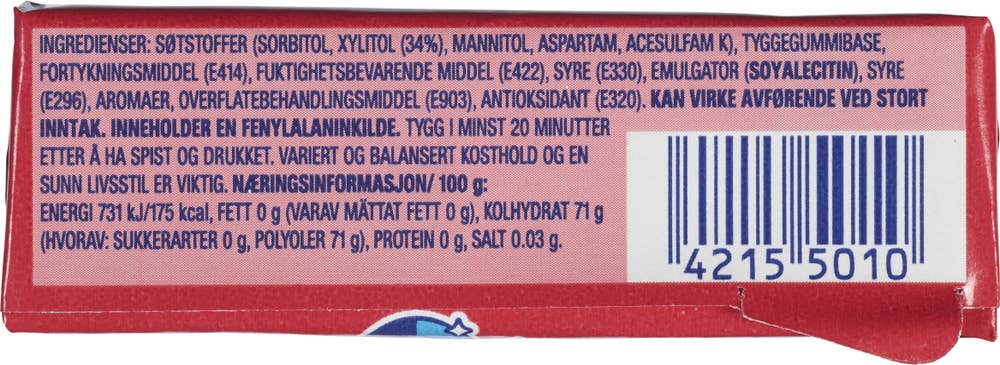 INGREDIENSER: SØTSTOFFER (SORBITOL, XYLITOL (34%), MANNITOL, ASPARTAM, ACESULFAM K), TYGGEGUMMIBASE,
FORTYKNINGSMIDDEL (E414), FUKTIGHETSBEVARENDE MIDDEL (E422), SYRE (E330), EMULGATOR (SOYALECITIN), SYRE
(E296), AROMAER, OVERFLATEBEHANDLINGSMIDDEL (E903), ANTIOKSIDANT (E320). KAN VIRKE AVFØRENDE VED STORT
INNTAK. INNEHOLDER EN FENYLALANINKILDE. TYGG I MINST 20 MINUTTER
ETTER Å HA SPIST OG DRUKKET. VARIERT OG BALANSERT KOSTHOLD OG EN
SUNN LIVSSTIL ER VIKTIG. NÆRINGSINFORMASJON/ 100 g:
ENERGI 731 kJ/175 kcal, FETT 0 g (VARAV MÄTTAT FETT 0 g), KOLHYDRAT 71 g
(HVORAV: SUKKERARTER 0 g, POLYOLER 71 g), PROTEIN 0 g, SALT 0.03 g.
4215 5010